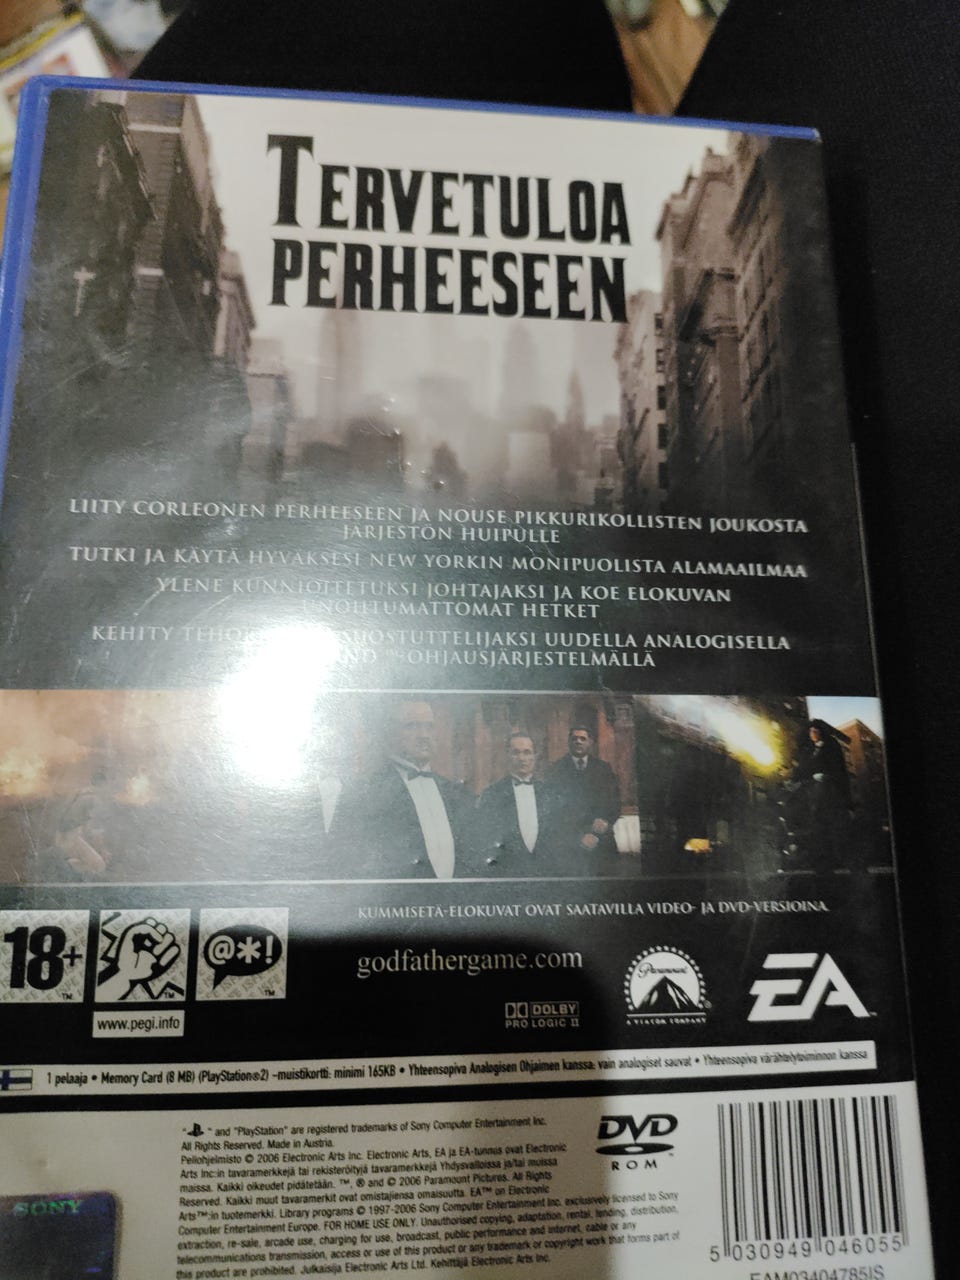 TERVETULOA
PERHEESEEN
LIITY CORLEONEN PERHEESEEN JA NOUSE PIKKURIKOLLISTEN JOUKOSTA
JÄRJESTÖN HUIPULLE
TUTKI JA KÄYTÄ HYVÄKSESI NEW YORKIN MONIPUOLISTA ALAMAAILMAA
YLENE KUNNIOITETUKSI JOHTAJAKSI JA KOE ELOKUVAN
UNOHTUMATTOMAT HETKET
KEHITY SUOSTUTTELIJAKSI UUDELLA ANALOGISELLA
OHJAUSJÄRJESTELMÄLLÄ
KUMMISETÄ-ELOKUVAT OVAT SAATAVILLA VIDEO- JA DVD-VERSIOINA
18+
@*!
www.pegi.info
godfathergame.com
DOLBY
PRO LOGIC II
Paramount
A VIACOM COMPANY
EA
1 pelaaja • Memory Card (8 MB) (PlayStation®2) -muistikortti: minimi 165KB • Yhteensopiva Analogisen Ohjaimen kanssa: vain analogiset sauvat • Yhteensopiva värähtelytoiminnon kanssa
" " and "PlayStation" are registered trademarks of Sony Computer Entertainment Inc.
All Rights Reserved. Made in Austria.
Peliohjelmisto © 2006 Electronic Arts Inc. Electronic Arts, EA ja EA-tunnus ovat Electronic
Arts Inc:in tavaramerkkejä tai rekisteröityjä tavaramerkkejä Yhdysvalloissa ja/tai muissa
maissa. Kaikki oikeudet pidätetään. ™, ® and © 2006 Paramount Pictures. All Rights
Reserved. Kaikki muut tavaramerkit ovat omistajiensa omaisuutta. EA™ on Electronic
Arts™:in tuotemerkki. Library programs © 1997-2006 Sony Computer Entertainment Inc. exclusively licensed to Sony
Computer Entertainment Europe. FOR HOME USE ONLY. Unauthorised copying, adaptation, rental, lending, distribution,
extraction, re-sale, arcade use, charging for use, broadcast, public performance and internet, cable or any
telecommunications transmission, access or use of this product or any trademark or copyright work that forms part of
this product are prohibited. Julkaisija Electronic Arts Ltd. Kehittäjä Electronic Arts Inc.
DVD
ROM
SONY
5 030949 046055
EAM03404785IS